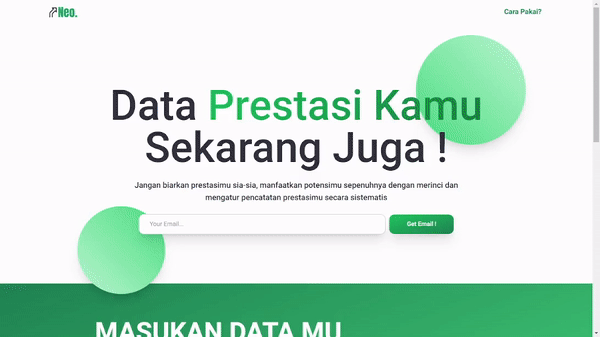 Neo.
Cara Pakai?
Data Prestasi Kamu
Sekarang Juga !
Jangan biarkan prestasimu sia-sia, manfaatkan potensimu sepenuhnya dengan merinci dan
mengatur pencatatan prestasimu secara sistematis
Your Email...
Get Email !
MASUKAN DATA MU